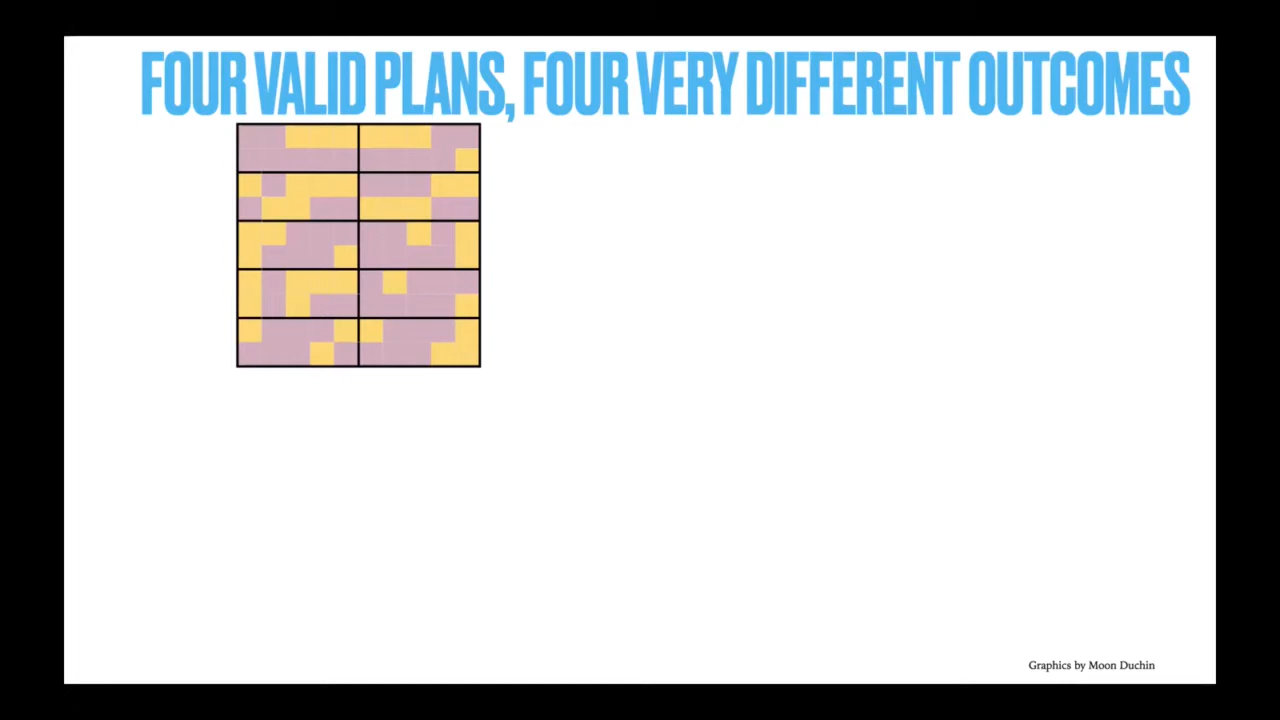 FOUR VALID PLANS, FOUR VERY DIFFERENT OUTCOMES
Graphics by Moon Duchin